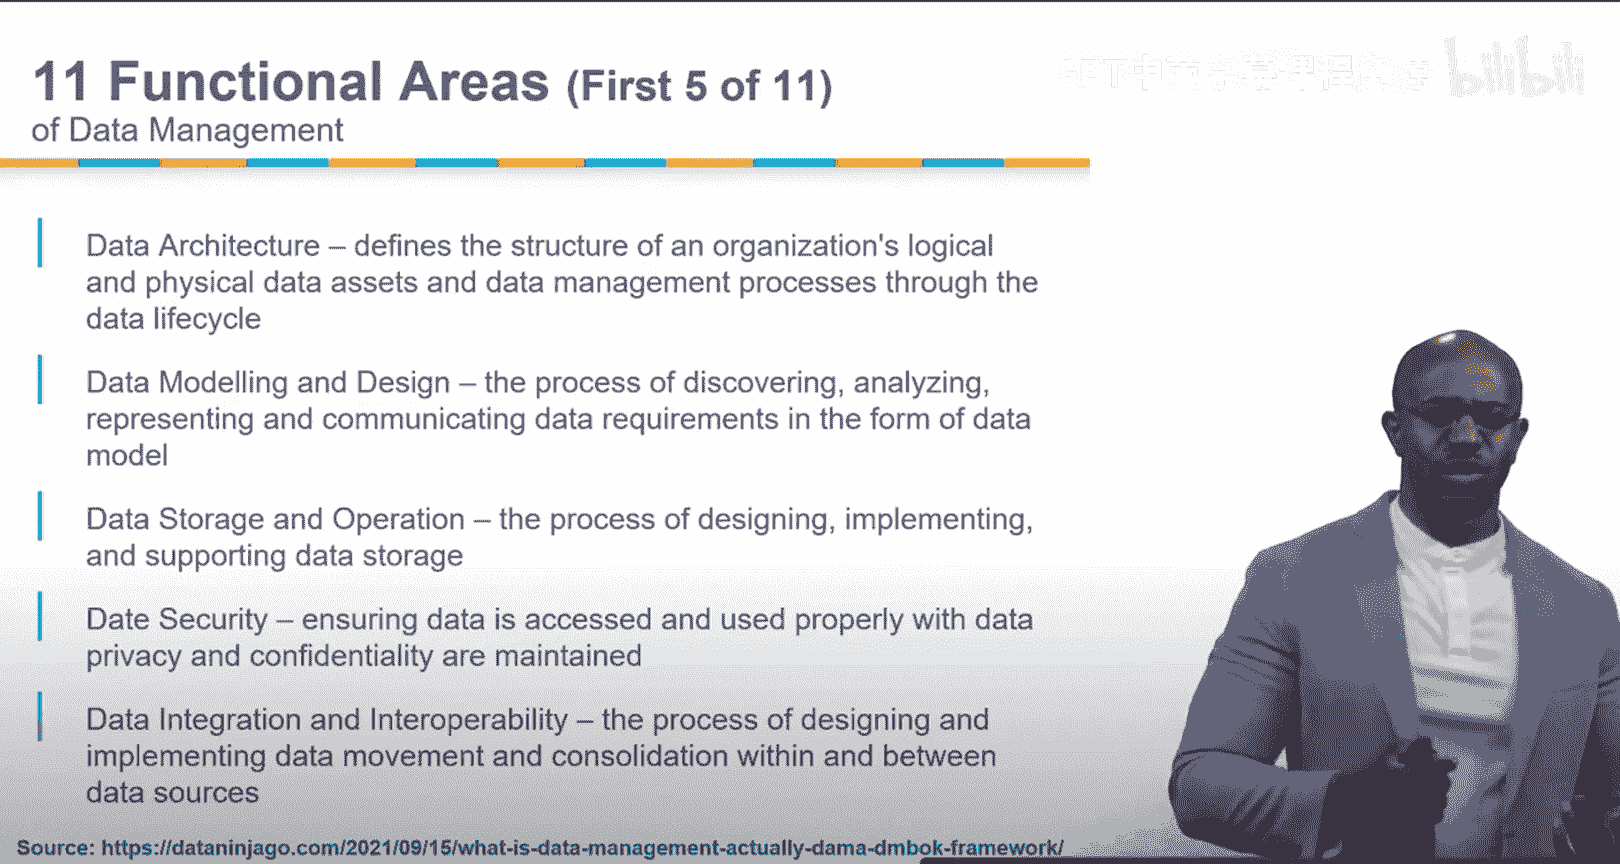 11 Functional Areas (First 5 of 11)
of Data Management
bilibili
Data Architecture – defines the structure of an organization's logical
and physical data assets and data management processes through the
data lifecycle
Data Modelling and Design – the process of discovering, analyzing,
representing and communicating data requirements in the form of data
model
Data Storage and Operation – the process of designing, implementing,
and supporting data storage
Date Security – ensuring data is accessed and used properly with data
privacy and confidentiality are maintained
Data Integration and Interoperability – the process of designing and
implementing data movement and consolidation within and between
data sources
Source: https://dataninjago.com/2021/09/15/what-is-data-management-actually-dama-dmbok-framework/